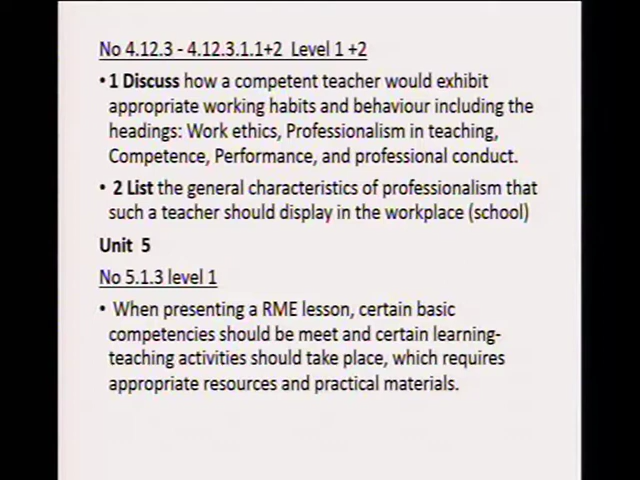 No 4.12.3 - 4.12.3.1.1+2 Level 1 +2
• 1 Discuss how a competent teacher would exhibit
appropriate working habits and behaviour including the
headings: Work ethics, Professionalism in teaching,
Competence, Performance, and professional conduct.
• 2 List the general characteristics of professionalism that
such a teacher should display in the workplace (school)
Unit 5
No 5.1.3 level 1
• When presenting a RME lesson, certain basic
competencies should be meet and certain learning-
teaching activities should take place, which requires
appropriate resources and practical materials.